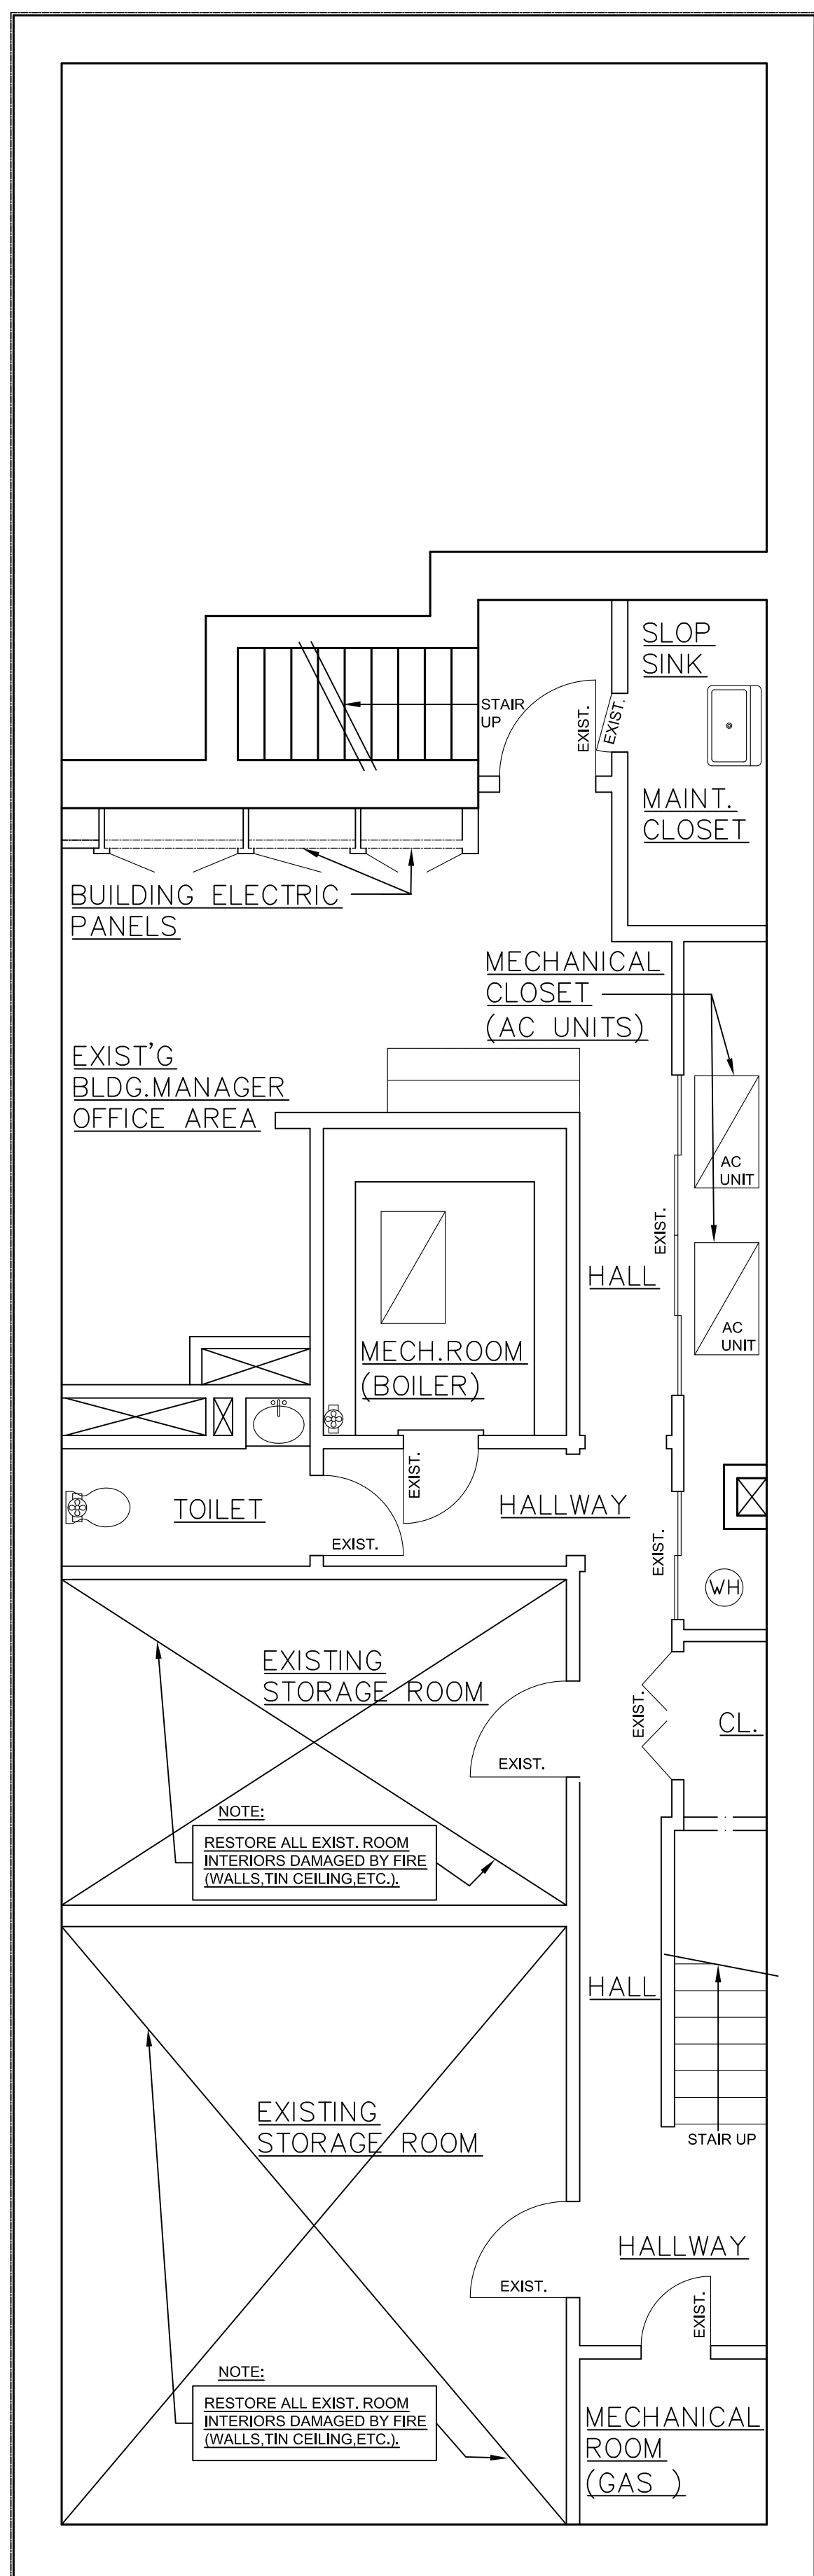 SLOP
SINK
STAIR
UP
EXIST.
EXIST.
MAINT.
CLOSET
BUILDING ELECTRIC
PANELS
MECHANICAL
CLOSET
(AC UNITS)
EXIST'G
BLDG.MANAGER
OFFICE AREA
AC
UNIT
EXIST.
HALL
AC
UNIT
MECH.ROOM
(BOILER)
EXIST.
TOILET
HALLWAY
EXIST.
EXIST.
WH
EXISTING
STORAGE ROOM
EXIST.
CL.
EXIST.
NOTE:
RESTORE ALL EXIST. ROOM
INTERIORS DAMAGED BY FIRE
(WALLS,TIN CEILING,ETC.).
HALL
EXISTING
STORAGE ROOM
STAIR UP
HALLWAY
EXIST.
EXIST.
NOTE:
RESTORE ALL EXIST. ROOM
INTERIORS DAMAGED BY FIRE
(WALLS,TIN CEILING,ETC.).
MECHANICAL
ROOM
(GAS )